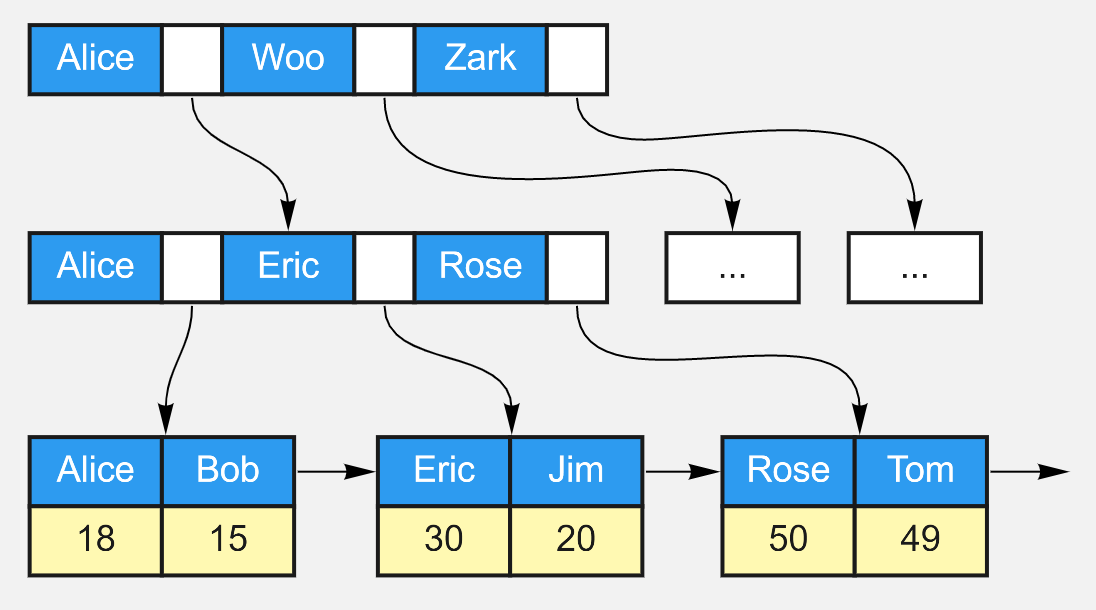 Alice Woo Zark
Alice Eric Rose ... ...
Alice Bob Eric Jim Rose Tom
18 15 30 20 50 49